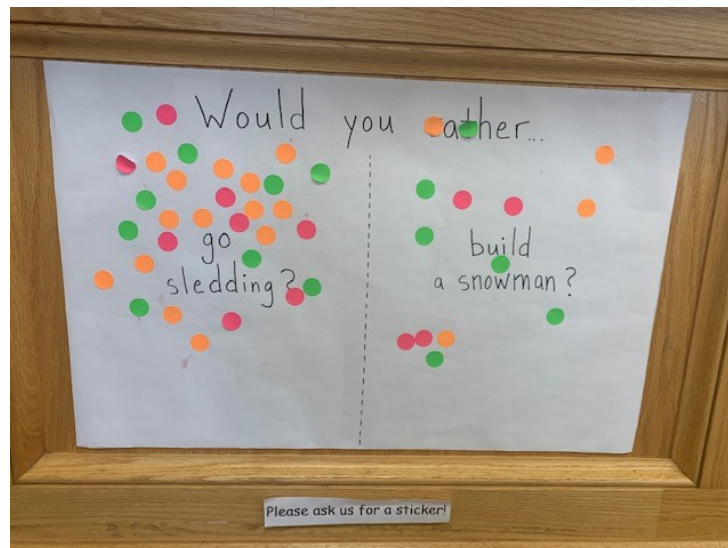 Would you rather...
go
sledding?
build
a snowman?
Please ask us for a sticker!